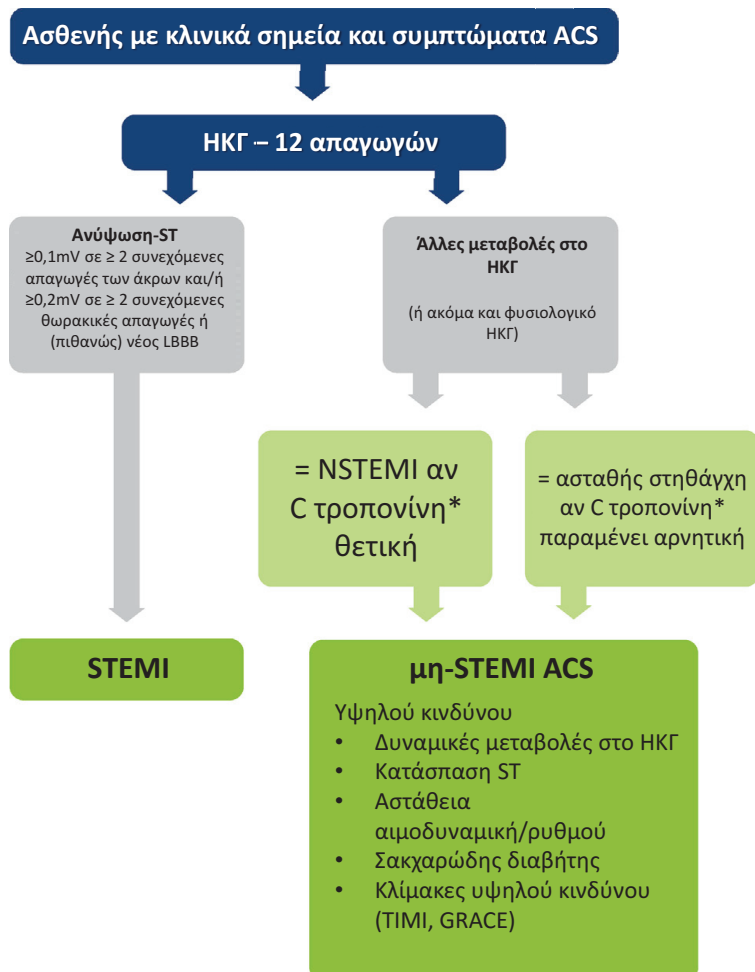 Ασθενής με κλινικά σημεία και συμπτώματα ACS
ΗΚΓ – 12 απαγωγών
Ανύψωση-ST
≥0,1mV σε ≥ 2 συνεχόμενες
απαγωγές των άκρων και/ή
≥0,2mV σε ≥ 2 συνεχόμενες
θωρακικές απαγωγές ή
(πιθανώς) νέος LBBB
Άλλες μεταβολές στο
ΗΚΓ
(ή ακόμα και φυσιολογικό
ΗΚΓ)
= NSTEMI αν
C τροπονίνη*
θετική
= ασταθής στηθάγχη
αν C τροπονίνη*
παραμένει αρνητική
STEMI
μη-STEMI ACS
Υψηλού κινδύνου
• Δυναμικές μεταβολές στο ΗΚΓ
• Κατάσπαση ST
• Αστάθεια
αιμοδυναμική/ρυθμού
• Σακχαρώδης διαβήτης
• Κλίμακες υψηλού κινδύνου
(TIMI, GRACE)